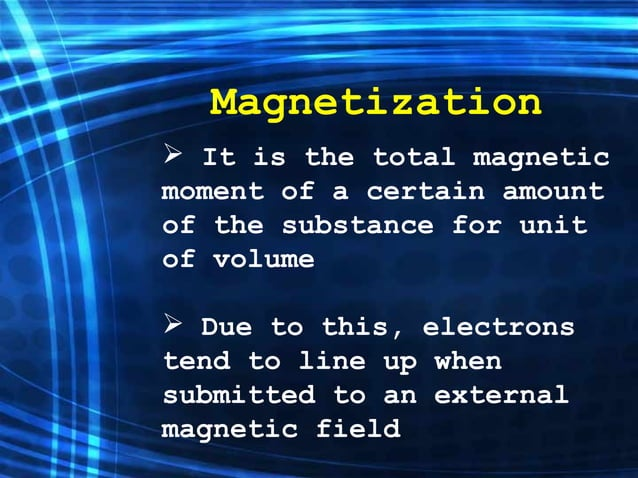 Magnetization
➢ It is the total magnetic
moment of a certain amount
of the substance for unit
of volume
➢ Due to this, electrons
tend to line up when
submitted to an external
magnetic field